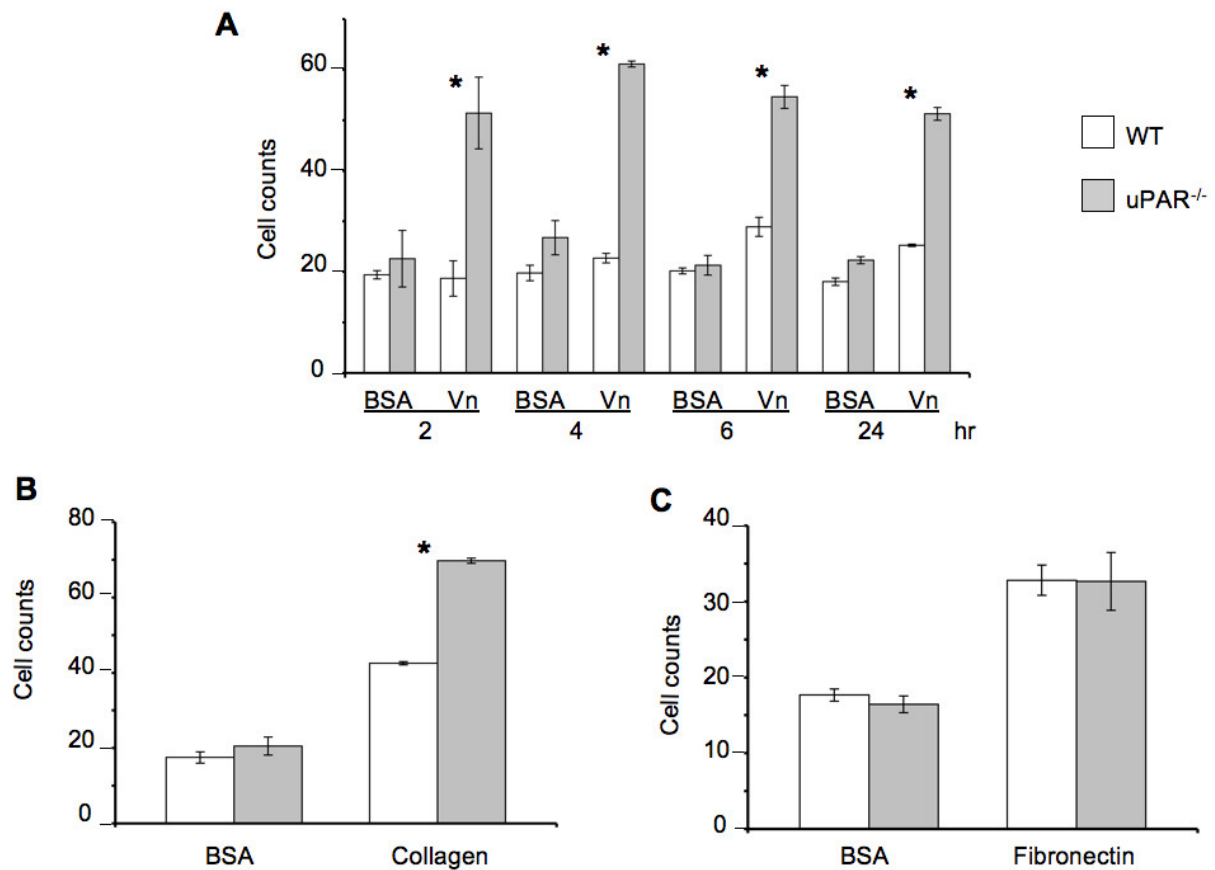 A
60
40
20
0
Cell counts
* * * *
BSA Vn BSA Vn BSA Vn BSA Vn
2 4 6 24 hr
WT
uPAR-/-
B
80
60
40
20
0
Cell counts
*
BSA Collagen
C
40
30
20
10
0
Cell counts
BSA Fibronectin